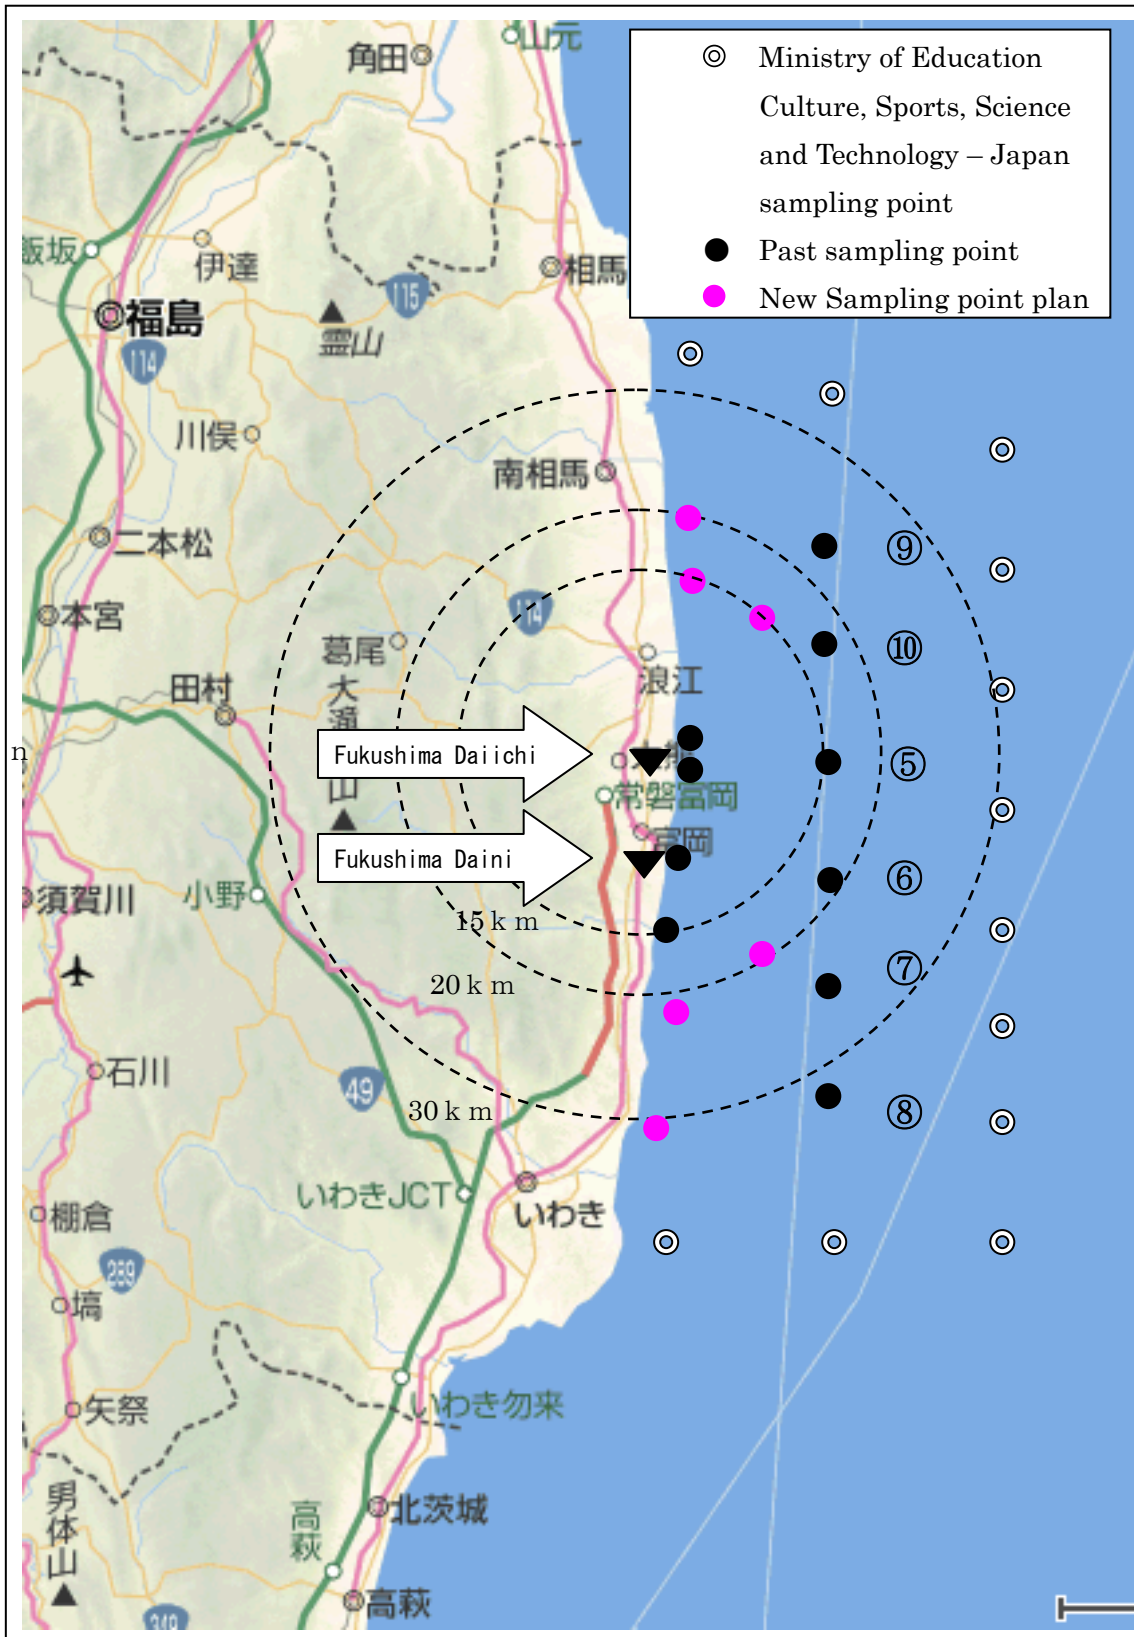 角田
山元
Ministry of Education
Culture, Sports, Science
and Technology – Japan
sampling point
Past sampling point
New Sampling point plan
飯坂
伊達
相馬
115
福島
霊山
114
川俣
南相馬
二本松
⑨
114
本宮
葛尾
⑩
浪江
田村
大滝
山
n
Fukushima Daiichi
⑤
常磐富岡
富岡
Fukushima Daini
⑥
小野
須賀川
15 k m
⑦
20 k m
石川
49
30 k m
⑧
いわきJCT
いわき
棚倉
289
塙
いわき勿来
矢祭
男体山
北茨城
高萩
高萩